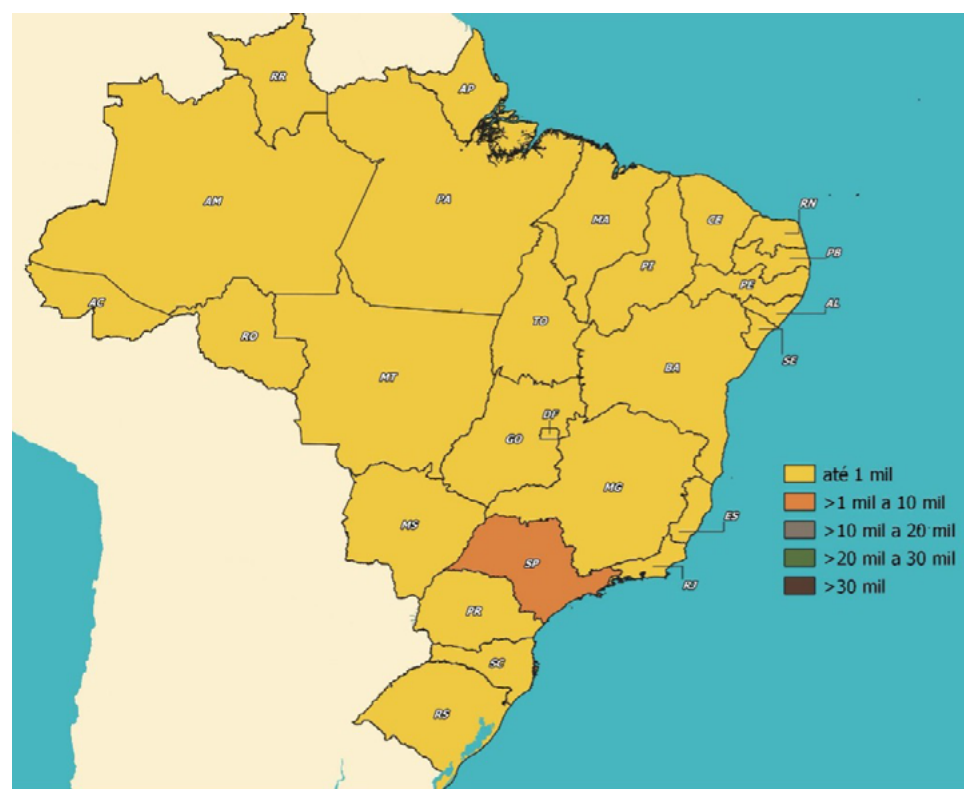 RR
AP
AM
PA
MA
CE
RN
PI
PB
PE
AC
AL
RO
TO
SE
MT
BA
DF
GO
até 1 mil
MG
>1 mil a 10 mil
MS
ES
>10 mil a 20 mil
SP
>20 mil a 30 mil
RJ
>30 mil
PR
SC
RS